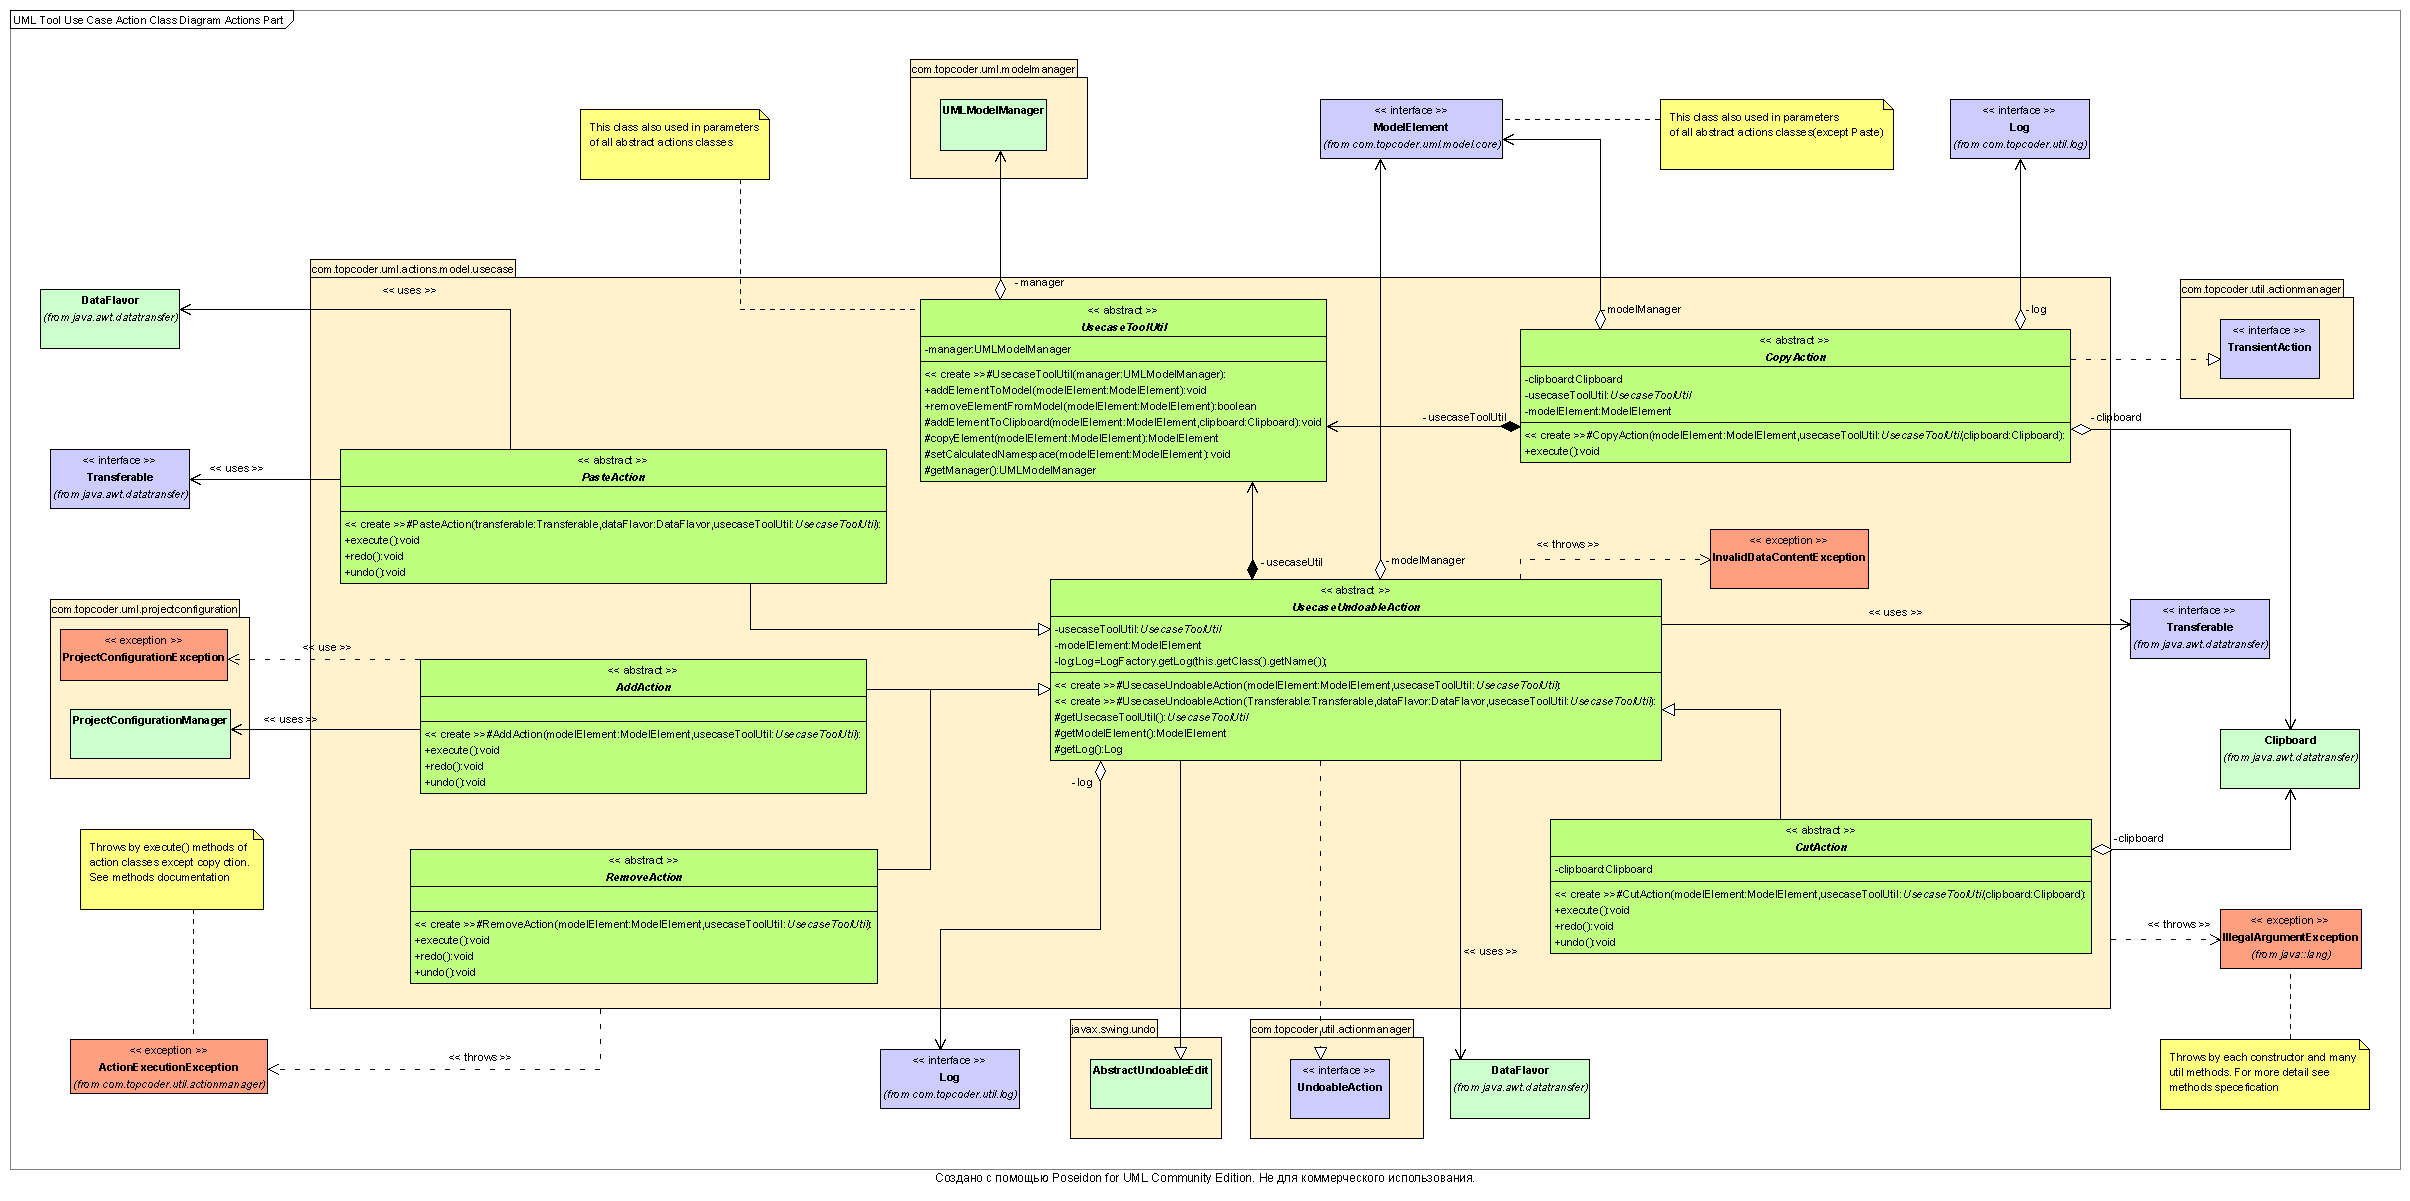 UML Tool Use Case Action Class Diagram Actions Part
com.topcoder.uml.modelmanager
UMLModelManager
This class also used in parameters
of all abstract actions classes
<< interface >>
ModelElement
(from com.topcoder.uml.model.core)
This class also used in parameters
of all abstract actions classes(except Paste)
<< interface >>
Log
(from com.topcoder.util.log)
com.topcoder.uml.actions.model.usecase
<< uses >>
DataFlavor
(from java.awt.datatransfer)
- manager
<< abstract >>
UsecaseToolUtil
-manager:UMLModelManager
<< create >>#UsecaseToolUtil(manager:UMLModelManager):
+addElementToModel(modelElement:ModelElement):void
+removeElementFromModel(modelElement:ModelElement):boolean
#addElementToClipboard(modelElement:ModelElement,clipboard:Clipboard):void
#copyElement(modelElement:ModelElement):ModelElement
#setCalculatedNamespace(modelElement:ModelElement):void
#getManager():UMLModelManager
- modelManager
- log
<< abstract >>
CopyAction
-clipboard:Clipboard
-usecaseToolUtil:UsecaseToolUtil
-modelElement:ModelElement
<< create >>#CopyAction(modelElement:ModelElement,usecaseToolUtil:UsecaseToolUtil,clipboard:Clipboard):
+execute():void
- usecaseToolUtil
com.topcoder.util.actionmanager
<< interface >>
TransientAction
- clipboard
<< interface >>
Transferable
(from java.awt.datatransfer)
<< uses >>
<< abstract >>
PasteAction
<< create >>#PasteAction(transferable:Transferable,dataFlavor:DataFlavor,usecaseToolUtil:UsecaseToolUtil):
+execute():void
+redo():void
+undo():void
- usecaseUtil
- modelManager
<< throws >>
<< exception >>
InvalidDataContentException
<< abstract >>
UsecaseUndoableAction
-usecaseToolUtil:UsecaseToolUtil
-modelElement:ModelElement
-log:Log=LogFactory.getLog(this.getClass().getName());
<< create >>#UsecaseUndoableAction(modelElement:ModelElement,usecaseToolUtil:UsecaseToolUtil):
<< create >>#UsecaseUndoableAction(Transferable:Transferable,dataFlavor:DataFlavor,usecaseToolUtil:UsecaseToolUtil):
#getUsecaseToolUtil():UsecaseToolUtil
#getModelElement():ModelElement
#getLog():Log
<< uses >>
<< interface >>
Transferable
(from java.awt.datatransfer)
com.topcoder.uml.projectconfiguration
<< exception >>
ProjectConfigurationException
<< use >>
ProjectConfigurationManager
<< uses >>
<< abstract >>
AddAction
<< create >>#AddAction(modelElement:ModelElement,usecaseToolUtil:UsecaseToolUtil):
+execute():void
+redo():void
+undo():void
- log
Clipboard
(from java.awt.datatransfer)
Throws by execute() methods of
action classes except copy ction.
See methods documentation
<< abstract >>
RemoveAction
<< create >>#RemoveAction(modelElement:ModelElement,usecaseToolUtil:UsecaseToolUtil):
+execute():void
+redo():void
+undo():void
<< abstract >>
CutAction
-clipboard:Clipboard
<< create >>#CutAction(modelElement:ModelElement,usecaseToolUtil:UsecaseToolUtil,clipboard:Clipboard):
+execute():void
+redo():void
+undo():void
- clipboard
<< throws >>
<< exception >>
IllegalArgumentException
(from java::lang)
<< uses >>
<< exception >>
ActionExecutionException
(from com.topcoder.util.actionmanager)
<< throws >>
<< interface >>
Log
(from com.topcoder.util.log)
javax.swing.undo
AbstractUndoableEdit
com.topcoder.util.actionmanager
<< interface >>
UndoableAction
DataFlavor
(from java.awt.datatransfer)
Throws by each constructor and many
util methods. For more detail see
methods specefication
Создано с помощью Poseidon for UML Community Edition. Не для коммерческого использования.